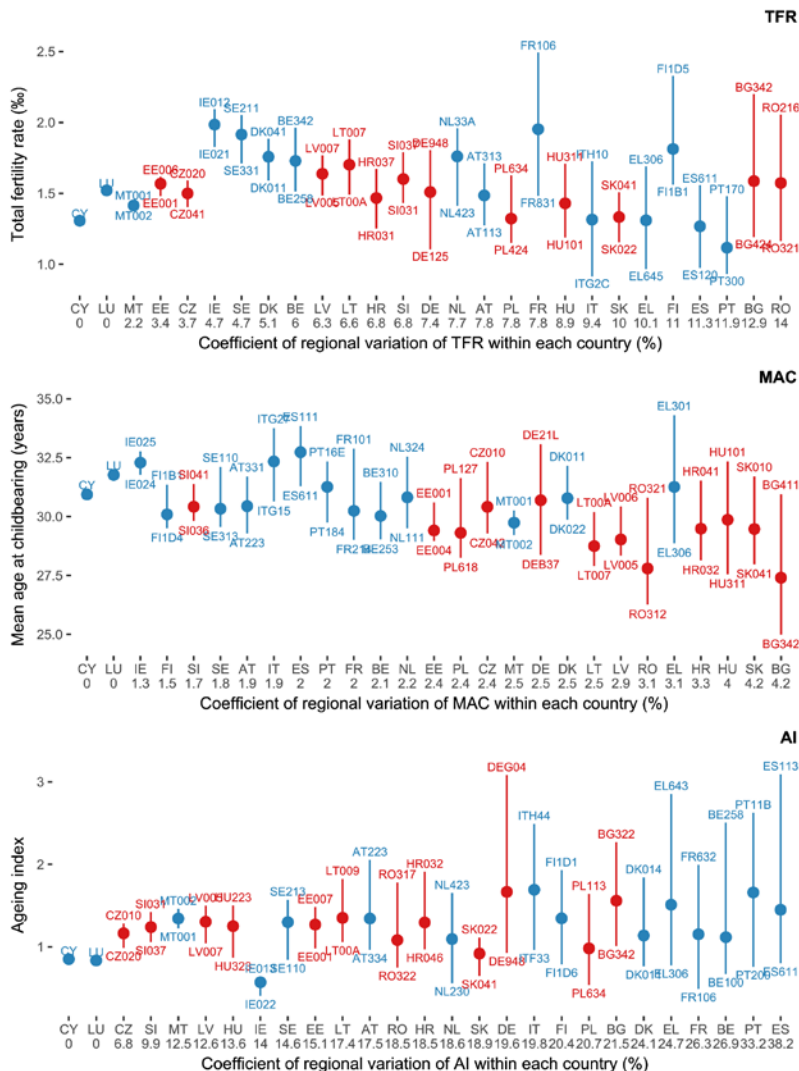 TFR
Total fertility rate (‰)
2.5
2.0
1.5
1.0
CY
LU
MT001
MT002
EE006
EE001
CZ020
CZ041
IE012
IE021
SE211
SE331
DK041
DK011
BE342
BE258
LV007
LV005
LT007
LT00A
HR037
HR031
SI037
SI031
DE948
DE125
NL33A
NL423
AT313
AT113
PL634
PL424
FR106
FR831
HU311
HU101
ITH10
ITG2C
SK041
SK022
EL306
EL645
FI1D5
FI1B1
ES611
ES120
PT170
PT300
BG342
BG424
RO216
RO321
CY LU MT EE CZ IE SE DK BE LV LT HR SI DE NL AT PL FR HU IT SK EL FI ES PT BG RO
0 0 2.2 3.4 3.7 4.7 4.7 5.1 6 6.3 6.6 6.8 6.8 7.4 7.7 7.8 7.8 7.8 8.9 9.4 10 10.1 11 11.3 11.9 12.9 14
Coefficient of regional variation of TFR within each country (%)
MAC
Mean age at childbearing (years)
35.0
32.5
30.0
27.5
25.0
CY
LU
IE025
IE024
FI1B1
FI1D4
SI041
SI036
SE110
SE313
AT331
AT223
ITG15
ES111
ES611
PT16E
PT184
FR101
BE310
BE253
NL324
NL111
EE001
EE004
PL127
PL618
CZ010
CZ042
MT001
MT002
DE21L
DEB37
DK011
DK022
LT00A
LT007
LV006
LV005
RO321
RO312
EL301
EL306
HR041
HR032
HU101
HU311
SK010
SK041
BG411
BG342
CY LU IE FI SI SE AT IT ES PT FR BE NL EE PL CZ MT DE DK LT LV RO EL HR HU SK BG
0 0 1.3 1.5 1.7 1.8 1.9 1.9 2 2 2 2.1 2.2 2.4 2.4 2.4 2.5 2.5 2.5 2.5 2.9 3.1 3.1 3.3 4 4.2 4.2
Coefficient of regional variation of MAC within each country (%)
AI
Ageing index
3
2
1
CY
LU
CZ010
CZ020
SI031
SI037
MT002
MT001
LV007
HU223
HU323
IE013
IE022
SE213
SE110
EE007
EE001
LT009
LT00A
AT223
AT334
RO317
RO322
HR032
HR046
NL423
NL230
SK022
SK041
DEG04
DE948
ITH44
ITF33
FI1D1
FI1D6
PL113
PL634
BG322
BG342
DK014
EL643
EL306
FR632
FR106
BE258
BE100
PT11B
PT200
ES113
ES611
CY LU CZ SI MT LV HU IE SE EE LT AT RO HR NL SK DE IT FI PL BG DK EL FR BE PT ES
0 0 6.8 9.9 12.5 12.6 13.6 14 14.6 15.1 17.4 17.5 18.5 18.5 18.6 18.9 19.6 19.8 20.4 20.7 21.5 24.1 24.7 26.3 26.9 33.2 38.2
Coefficient of regional variation of AI within each country (%)